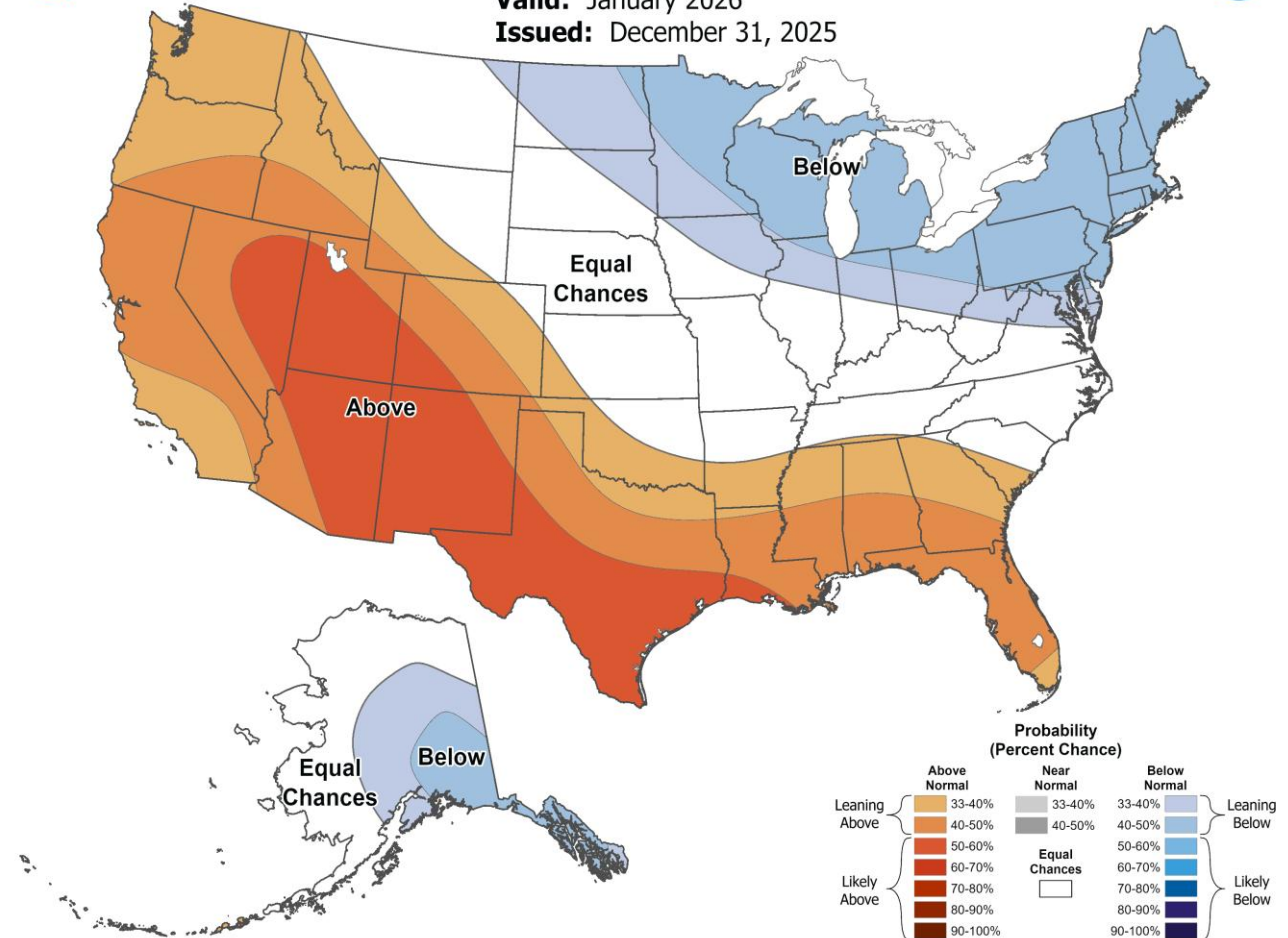 Valid: January 2026
Issued: December 31, 2025
Below
Equal
Chances
Above
Equal
Chances
Below
Probability
(Percent Chance)
Above
Normal
Near
Normal
Below
Normal
Leaning
Above
33-40%
40-50%
33-40%
40-50%
33-40%
40-50%
Leaning
Below
Likely
Above
50-60%
60-70%
70-80%
80-90%
90-100%
Equal
Chances
50-60%
60-70%
70-80%
80-90%
90-100%
Likely
Below